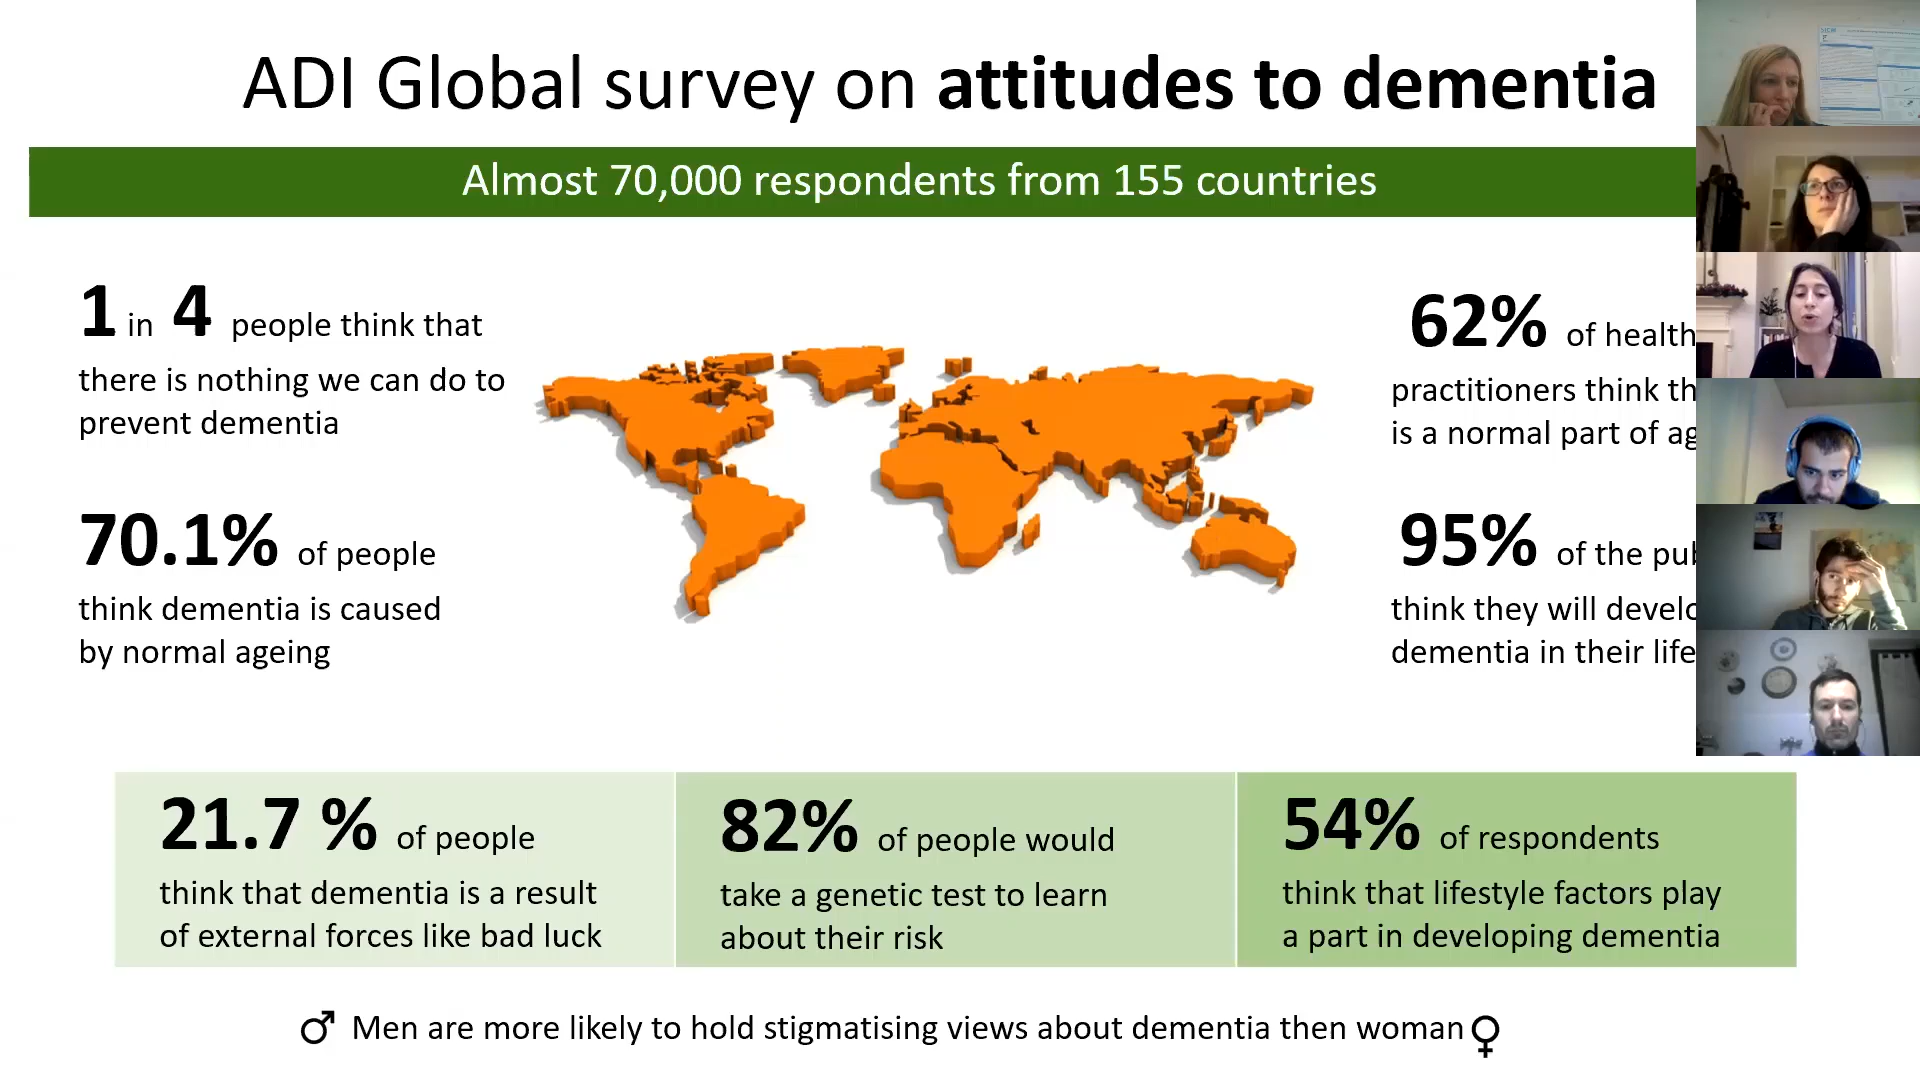 ADI Global survey on attitudes to dementia
Almost 70,000 respondents from 155 countries
1 in 4 people think that
there is nothing we can do to
prevent dementia
70.1% of people
think dementia is caused
by normal ageing
62% of health
practitioners think
is a normal part of
95% of the
think they will
dementia in their
21.7 % of people
think that dementia is a result
of external forces like bad luck
82% of people would
take a genetic test to learn
about their risk
54% of respondents
think that lifestyle factors play
a part in developing dementia
Men are more likely to hold stigmatising views about dementia then woman